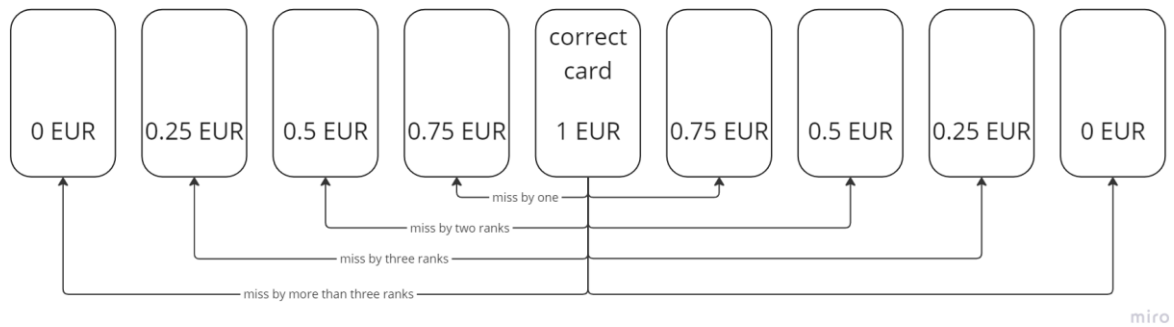 correct
card
0 EUR
0.25 EUR
0.5 EUR
0.75 EUR
1 EUR
0.75 EUR
0.5 EUR
0.25 EUR
0 EUR
miss by one
miss by two ranks
miss by three ranks
miss by more than three ranks
miro